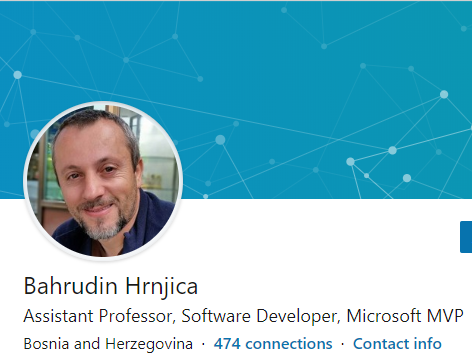 Bahrudin Hrnjica
Assistant Professor, Software Developer, Microsoft MVP
Bosnia and Herzegovina · 474 connections · Contact info